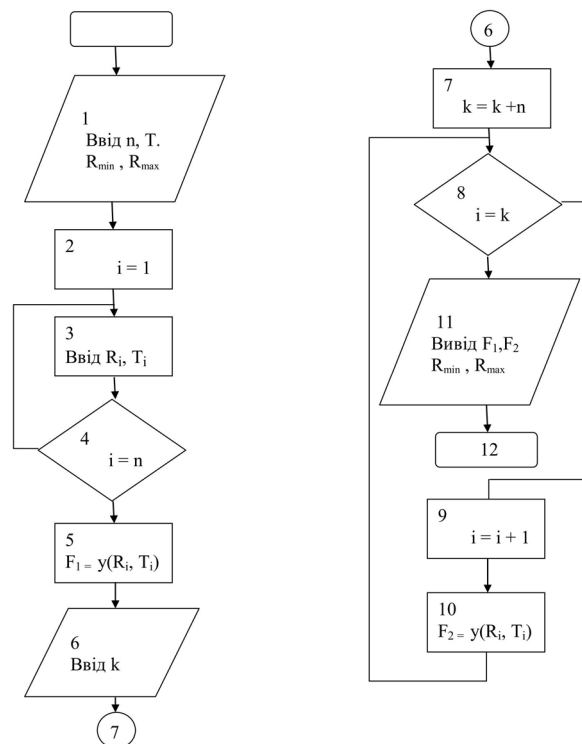 1
Ввід n, T.
Rmin , Rmax
2
i = 1
3
Ввід Ri, Ti
4
i = n
5
F1 = y(Ri, Ti)
6
Ввід k
7
6
7
k = k +n
8
i = k
11
Вивід F1,F2
Rmin , Rmax
12
9
i = i + 1
10
F2 = y(Ri, Ti)